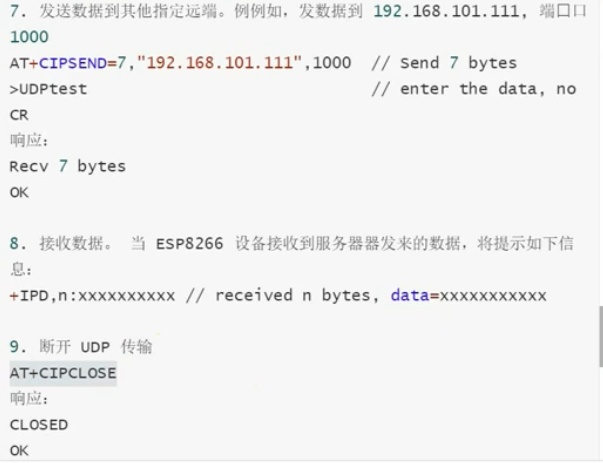 7. 发送数据到其他指定远端。例例如，发数据到 192.168.101.111, 端⼝口
1000
AT+CIPSEND=7,"192.168.101.111",1000  // Send 7 bytes
>UDPtest                             // enter the data, no
CR
响应：
Recv 7 bytes
OK
8. 接收数据。 当 ESP8266 设备接收到服务器器发来的数据，将提示如下信
息：
+IPD,n:xxxxxxxxxx // received n bytes, data=xxxxxxxxxxx
9. 断开 UDP 传输
AT+CIPCLOSE
响应：
CLOSED
OK